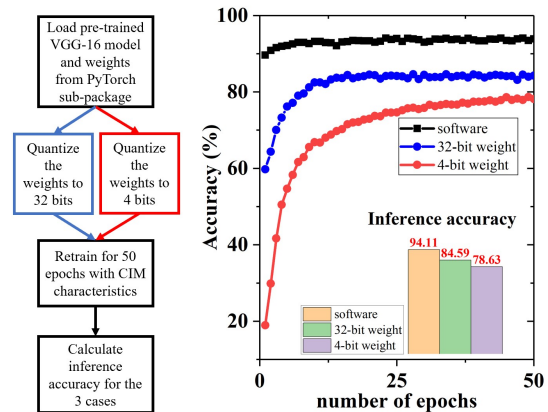 Load pre-trained
VGG-16 model
and weights
from PyTorch
sub-package
Quantize
the
weights to
32 bits
Quantize
the
weights to
4 bits
Retrain for 50
epochs with CIM
characteristics
Calculate
inference
accuracy for the
3 cases
Accuracy (%)
100
80
60
40
20
0
25
50
number of epochs
software
32-bit weight
4-bit weight
Inference accuracy
94.11
84.59
78.63
software
32-bit weight
4-bit weight